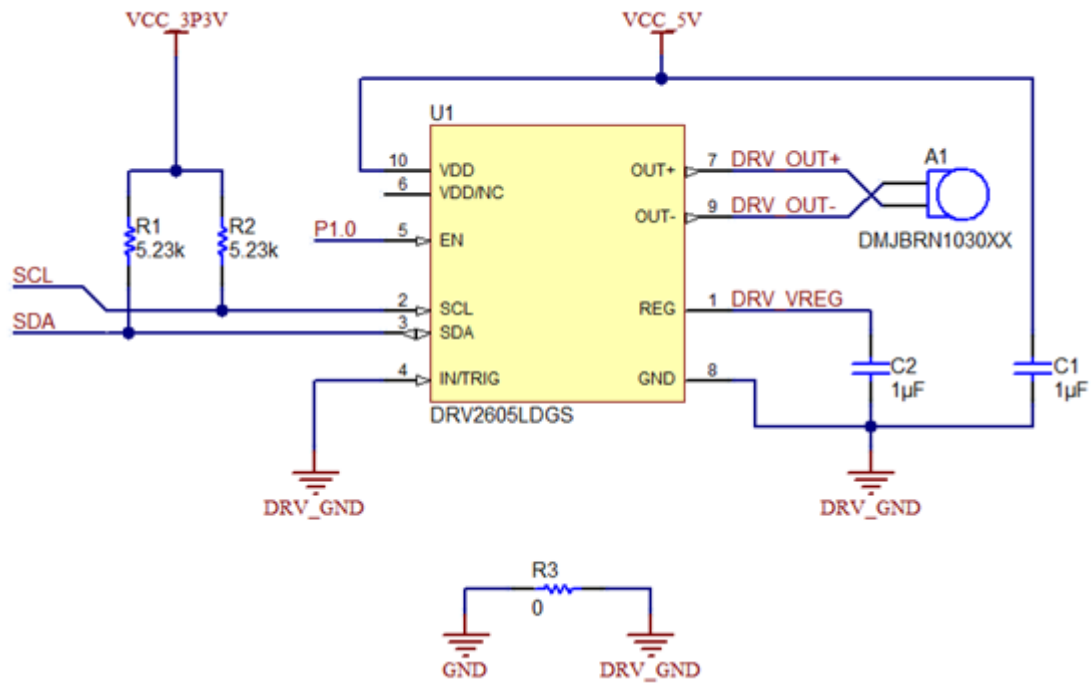 VCC_3P3V
VCC_5V
U1
10 VDD OUT+ 7 DRV_OUT+ A1
6 VDD/NC
R1 R2 OUT- 9 DRV_OUT-
5.23k 5.23k P1.0 5 EN DMJBRN1030XX
SCL
2 SCL REG 1 DRV_VREG
SDA 3 SDA
C2 C1
4 IN/TRIG GND 8 1µF 1µF
DRV2605LDGS
DRV_GND DRV_GND
R3
0
GND DRV_GND